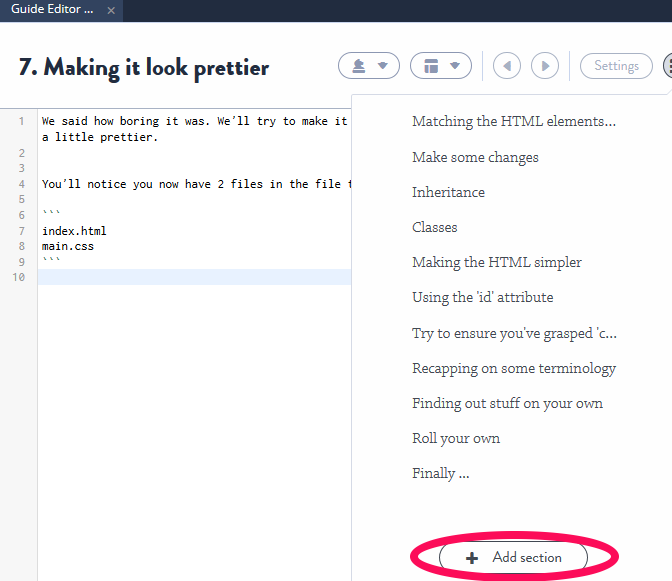 Guide Editor ... ×
7. Making it look prettier
Settings
1 We said how boring it was. We'll try to make it
a little prettier.
2
3
4 You'll notice you now have 2 files in the file
5
6 ```
7 index.html
8 main.css
9 ```
10
Matching the HTML elements...
Make some changes
Inheritance
Classes
Making the HTML simpler
Using the 'id' attribute
Try to ensure you've grasped 'c...
Recapping on some terminology
Finding out stuff on your own
Roll your own
Finally ...
+ Add section